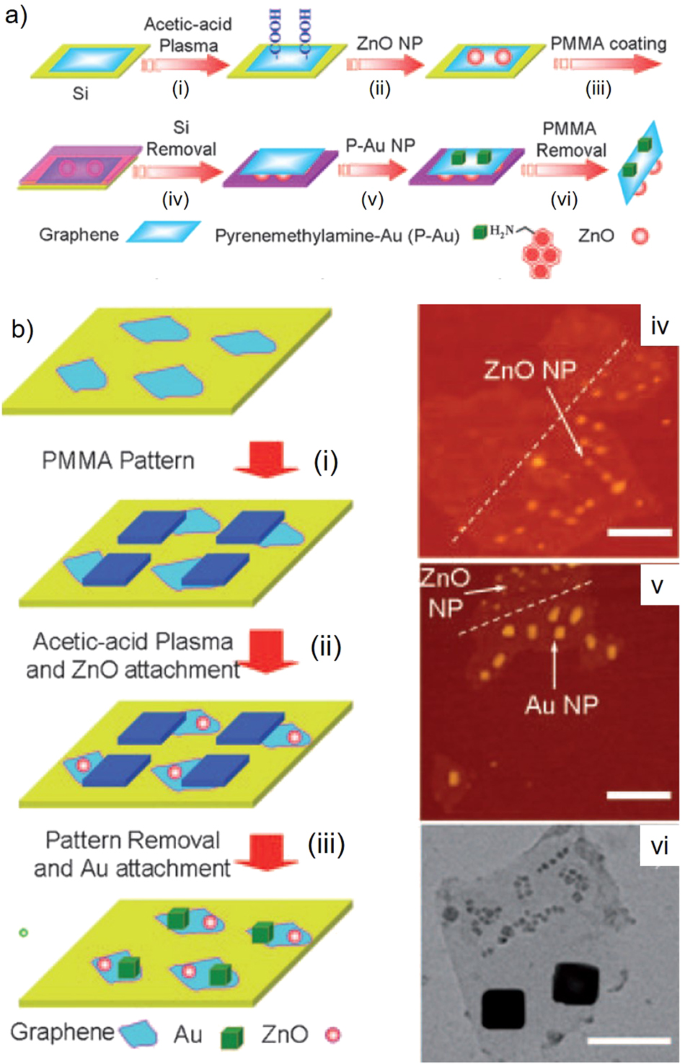 a)
Acetic-acid
Plasma
(i)
-COOH
-COOH
ZnO NP
(ii)
PMMA coating
(iii)
Si
Si
Removal
(iv)
P-Au NP
(v)
PMMA
Removal
(vi)
Graphene
Pyrenemethylamine-Au (P-Au)
H2N
ZnO
b)
PMMA Pattern
(i)
Acetic-acid Plasma
and ZnO attachment
(ii)
Pattern Removal
and Au attachment
(iii)
Graphene
Au
ZnO
iv
ZnO NP
v
ZnO
NP
Au NP
vi